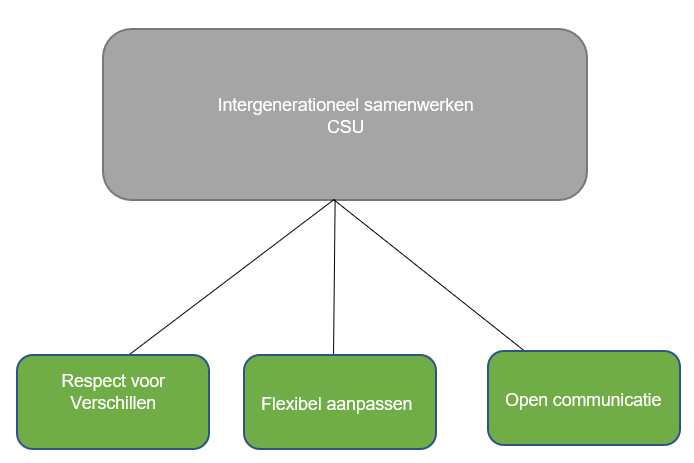 Intergenerationeel samenwerken
CSU
Respect voor
Verschillen
Flexibel aanpassen
Open communicatie